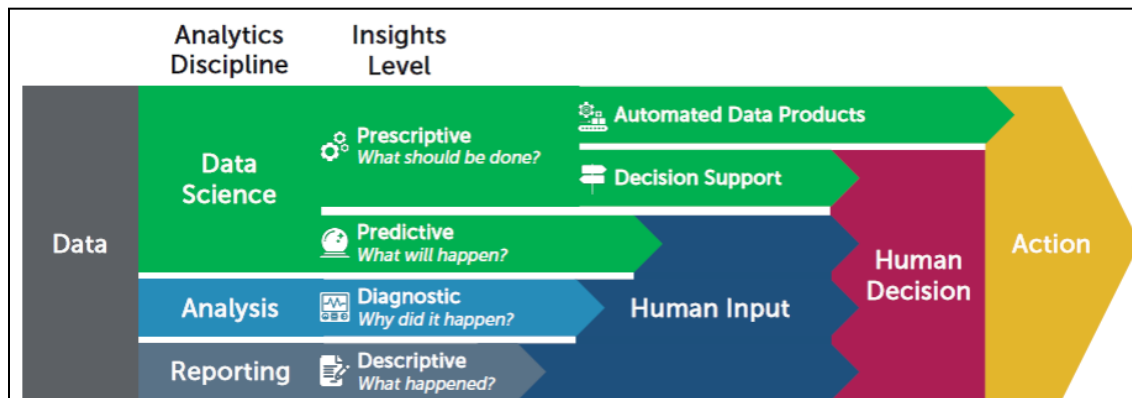 Analytics
Discipline
Insights
Level
Data
Data
Science
Prescriptive
What should be done?
Automated Data Products
Decision Support
Predictive
What will happen?
Analysis
Diagnostic
Why did it happen?
Reporting
Descriptive
What happened?
Human Input
Human
Decision
Action